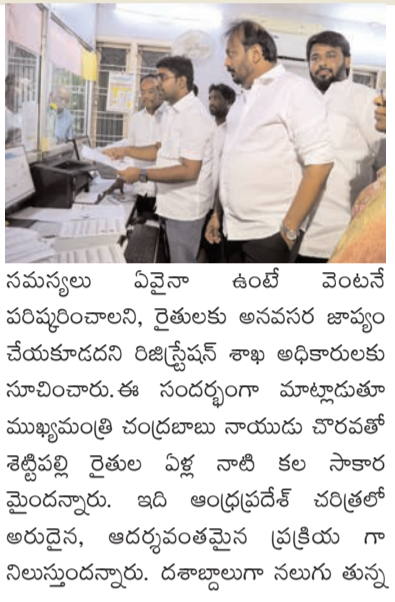 సమస్యలు ఏవైనా ఉంటే వెంటనే
పరిష్కరించాలని, రైతులకు అనవసర జాప్యం
చేయకూడదని రిజిస్ట్రేషన్ శాఖ అధికారులకు
సూచించారు.ఈ సందర్భంగా మాట్లాడుతూ
ముఖ్యమంత్రి చంద్రబాబు నాయుడు చొరవతో
శెట్టిపల్లి రైతుల ఏళ్ల నాటి కల సాకార
మైందన్నారు. ఇది ఆంధ్రప్రదేశ్ చరిత్రలో
అరుదైన, ఆదర్శవంతమైన ప్రక్రియ గా
నిలుస్తుందన్నారు. దశాబ్దాలుగా నలుగు తున్న